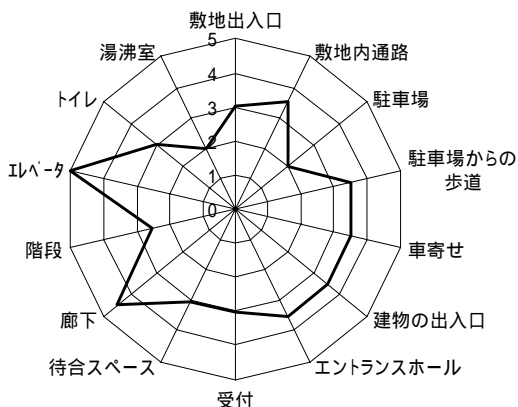 敷地出入口
敷地内通路
駐車場
駐車場からの
歩道
車寄せ
建物の出入口
エントランスホール
受付
待合スペース
廊下
階段
ｴﾚﾍﾞｰﾀ
トイレ
湯沸室
5
4
3
2
1
0